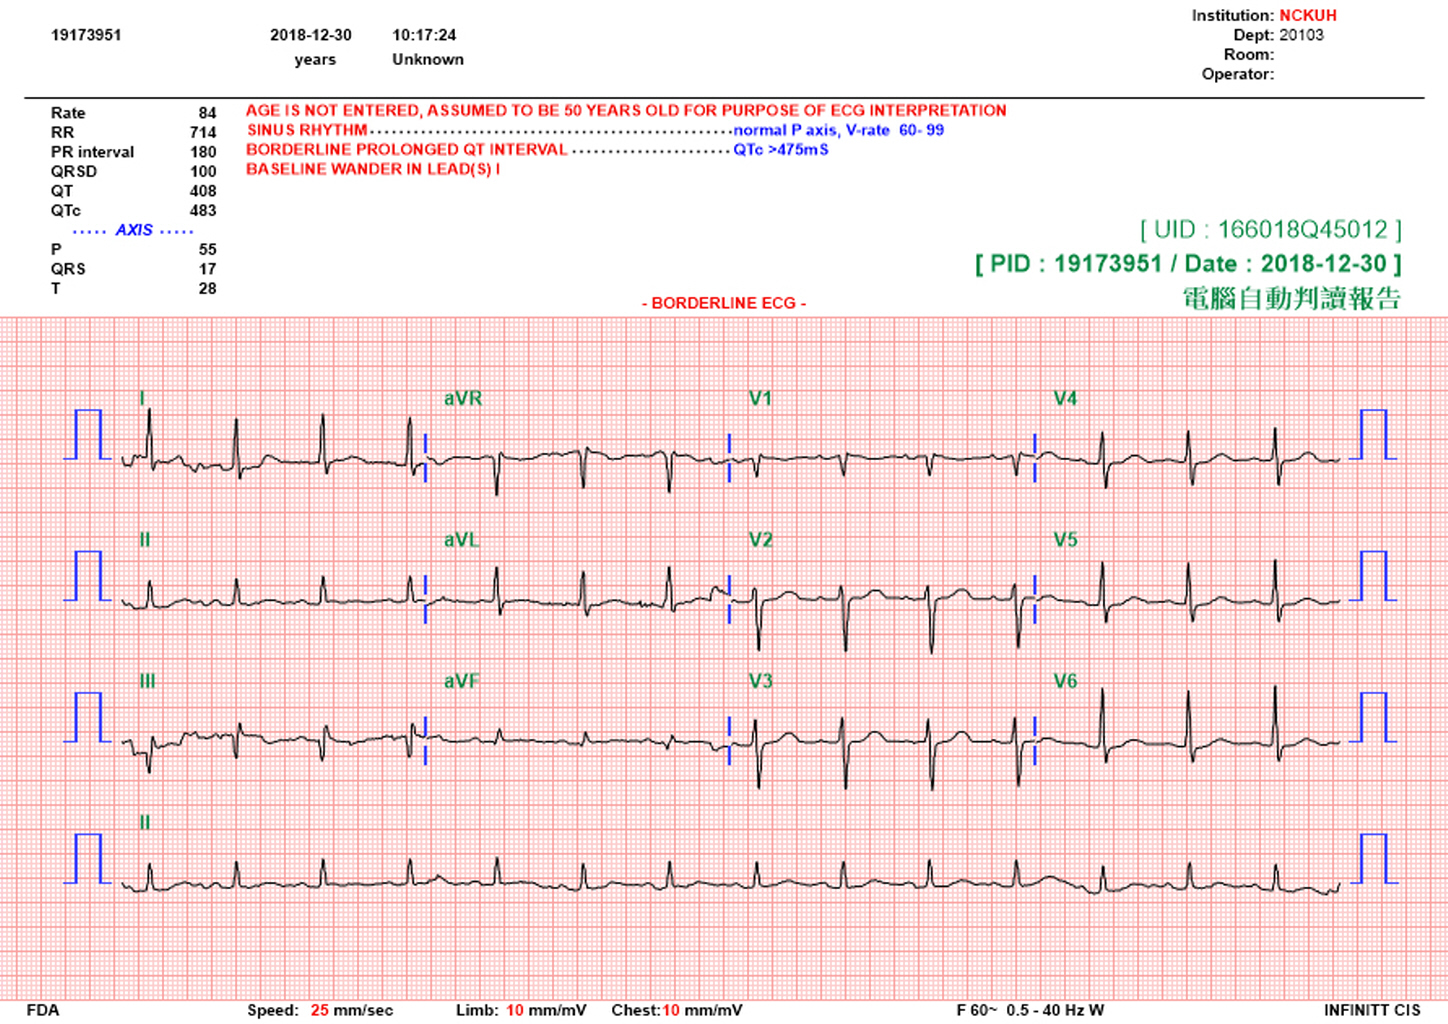 Institution: NCKUH
19173951 2018-12-30 10:17:24 Dept: 20103
years Unknown Room:
Operator:
Rate 84 AGE IS NOT ENTERED, ASSUMED TO BE 50 YEARS OLD FOR PURPOSE OF ECG INTERPRETATION
RR 714 SINUS RHYTHM normal P axis, V-rate 60- 99
PR interval 180 BORDERLINE PROLONGED QT INTERVAL QTc >475mS
QRSD 100 BASELINE WANDER IN LEAD(S) I
QT 408
QTc 483
..... AXIS .....
P 55
QRS 17
T 28
[ UID : 166018Q45012 ]
[ PID : 19173951 / Date : 2018-12-30 ]
電腦自動判讀報告
- BORDERLINE ECG -
I aVR V1 V4
II aVL V2 V5
III aVF V3 V6
II
FDA Speed: 25 mm/sec Limb: 10 mm/mV Chest:10 mm/mV F 60~ 0.5 - 40 Hz W INFINITT CIS